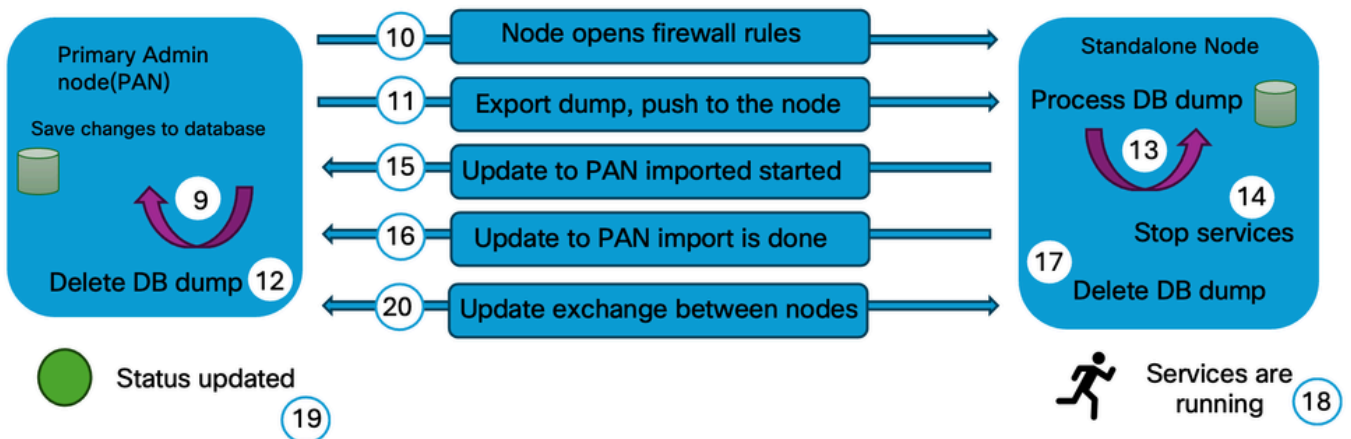 Primary Admin
node(PAN)
Save changes to database
9
Delete DB dump
12
10
Node opens firewall rules
11
Export dump, push to the node
15
Update to PAN imported started
16
Update to PAN import is done
20
Update exchange between nodes
Standalone Node
Process DB dump
13
14
Stop services
17
Delete DB dump
Status updated
19
Services are
running
18